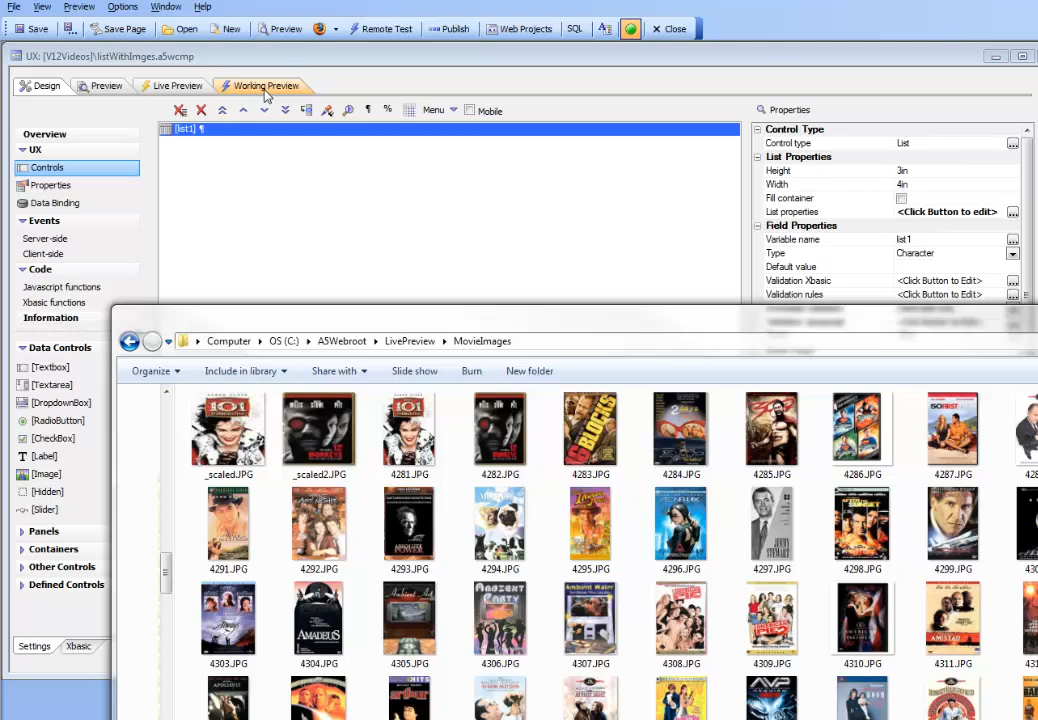 File View Preview Options Window Help
Save Save Page Open New Preview Remote Test Publish Web Projects SQL Close
UX: [V12Videos]\listWithImges.a5wcmp
Design Preview Live Preview Working Preview
¶ % Menu Mobile
Properties
Overview
UX
Controls
Properties
Data Binding
Events
Server-side
Client-side
Code
Javascript functions
Xbasic functions
Information
Data Controls
[Textbox]
[Textarea]
[DropdownBox]
[RadioButton]
[CheckBox]
[Label]
[Image]
[Hidden]
[Slider]
Panels
Containers
Other Controls
Defined Controls
Settings Xbasic
[list1] ¶
Control Type
Control type List
List Properties
Height 3in
Width 4in
Fill container
List properties <Click Button to edit>
Field Properties
Variable name list1
Type Character
Default value
Validation Xbasic <Click Button to Edit>
Validation rules <Click Button to Edit>
Computer OS (C:) A5Webroot LivePreview MovieImages
Organize Include in library Share with Slide show Burn New folder
_scaled.JPG _scaled2.JPG 4281.JPG 4282.JPG 4283.JPG 4284.JPG 4285.JPG 4286.JPG 4287.JPG
4291.JPG 4292.JPG 4293.JPG 4294.JPG 4295.JPG 4296.JPG 4297.JPG 4298.JPG 4299.JPG
4303.JPG 4304.JPG 4305.JPG 4306.JPG 4307.JPG 4308.JPG 4309.JPG 4310.JPG 4311.JPG